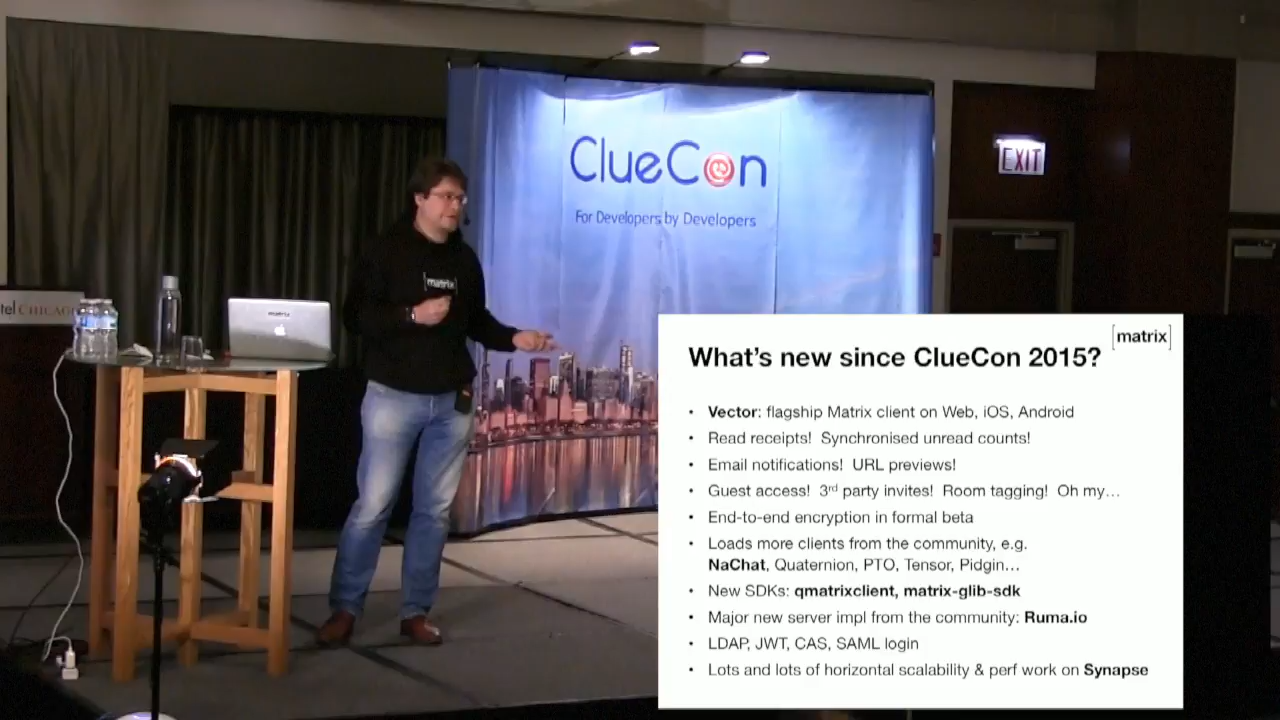 ClueCon
For Developers by Developers
EXIT
tel CHICAGO
matrix
[matrix]
[matrix]
What's new since ClueCon 2015?
• Vector: flagship Matrix client on Web, iOS, Android
• Read receipts!  Synchronised unread counts!
• Email notifications!  URL previews!
• Guest access!  3rd party invites!  Room tagging!  Oh my…
• End-to-end encryption in formal beta
• Loads more clients from the community, e.g.
NaChat, Quaternion, PTO, Tensor, Pidgin…
• New SDKs: qmatrixclient, matrix-glib-sdk
• Major new server impl from the community: Ruma.io
• LDAP, JWT, CAS, SAML login
• Lots and lots of horizontal scalability & perf work on Synapse